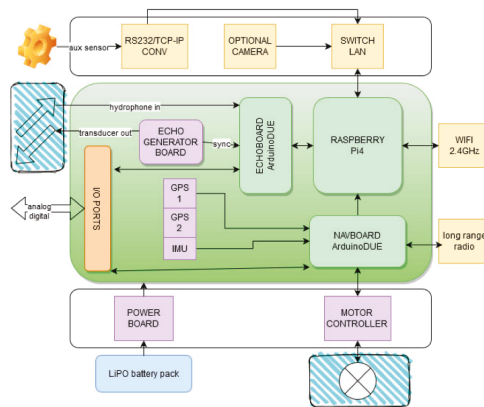 aux sensor
RS232/TCP-IP
CONV
OPTIONAL
CAMERA
SWITCH
LAN
hydrophone in
transducer out
ECHO
GENERATOR
BOARD
sync
ECHOBOARD
ArduinoDUE
RASPBERRY
Pi4
WIFI
2.4GHz
analog
digital
I/O PORTS
GPS
1
GPS
2
IMU
NAVBOARD
ArduinoDUE
long range
radio
POWER
BOARD
MOTOR
CONTROLLER
LiPO battery pack